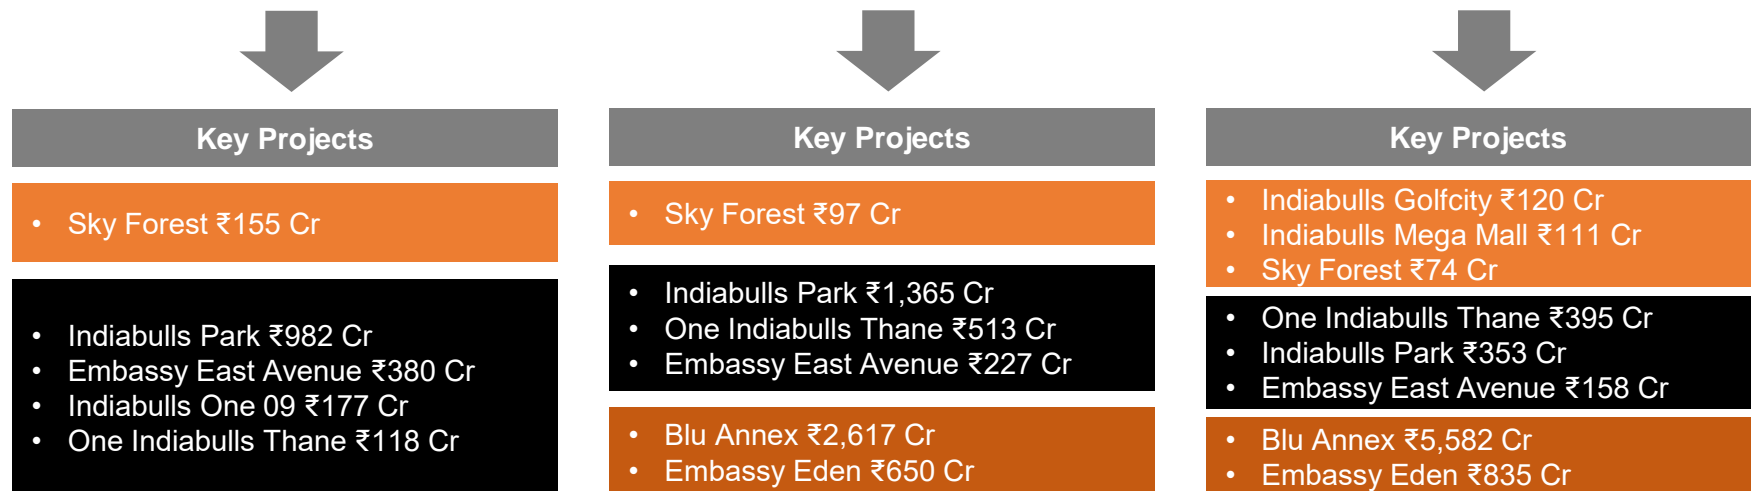 Key Projects
• Sky Forest ₹155 Cr
• Indiabulls Park ₹982 Cr
• Embassy East Avenue ₹380 Cr
• Indiabulls One 09 ₹177 Cr
• One Indiabulls Thane ₹118 Cr
Key Projects
• Sky Forest ₹97 Cr
• Indiabulls Park ₹1,365 Cr
• One Indiabulls Thane ₹513 Cr
• Embassy East Avenue ₹227 Cr
• Blu Annex ₹2,617 Cr
• Embassy Eden ₹650 Cr
Key Projects
• Indiabulls Golfcity ₹120 Cr
• Indiabulls Mega Mall ₹111 Cr
• Sky Forest ₹74 Cr
• One Indiabulls Thane ₹395 Cr
• Indiabulls Park ₹353 Cr
• Embassy East Avenue ₹158 Cr
• Blu Annex ₹5,582 Cr
• Embassy Eden ₹835 Cr